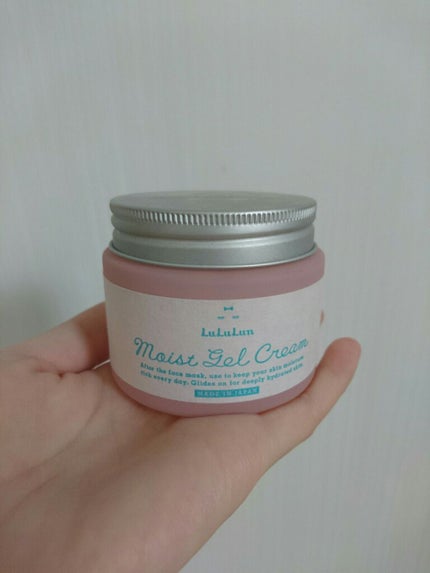 LuLuLun
Moist Gel Cream
After the face mask, use to keep your skin moisture
rich every day. Glides on for deeply hydrated skin
MADE IN JAPAN